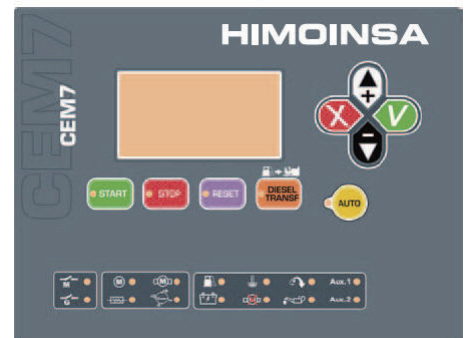 HIMOINSA
CEM7
CEM7
+
X
V
−
START
STOP
RESET
DIESEL
TRANSF
AUTO
M
M
M
Aux.1
G
Aux.2